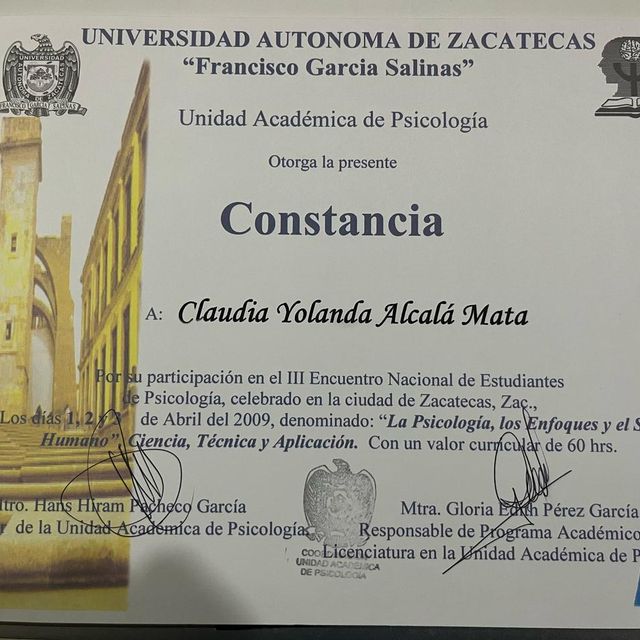 UNIVERSIDAD AUTONOMA DE ZACATECAS
“Francisco Garcia Salinas”
Unidad Académica de Psicología
Otorga la presente
Constancia
A: Claudia Yolanda Alcalá Mata
Por su participación en el III Encuentro Nacional de Estudiantes
de Psicología, celebrado en la ciudad de Zacatecas, Zac.,
Los días 1, 2 y 3 de Abril del 2009, denominado: “La Psicología, los Enfoques y el S
Humano”, Ciencia, Técnica y Aplicación. Con un valor curricular de 60 hrs.
tro. Hans Hiram Pacheco García
r de la Unidad Academica de Psicología
Mtra. Gloria Edith Pérez García
Responsable de Programa Académico
Licenciatura en la Unidad Académica de P
UNIDAD ACADEMICA
DE PSICOLOGIA